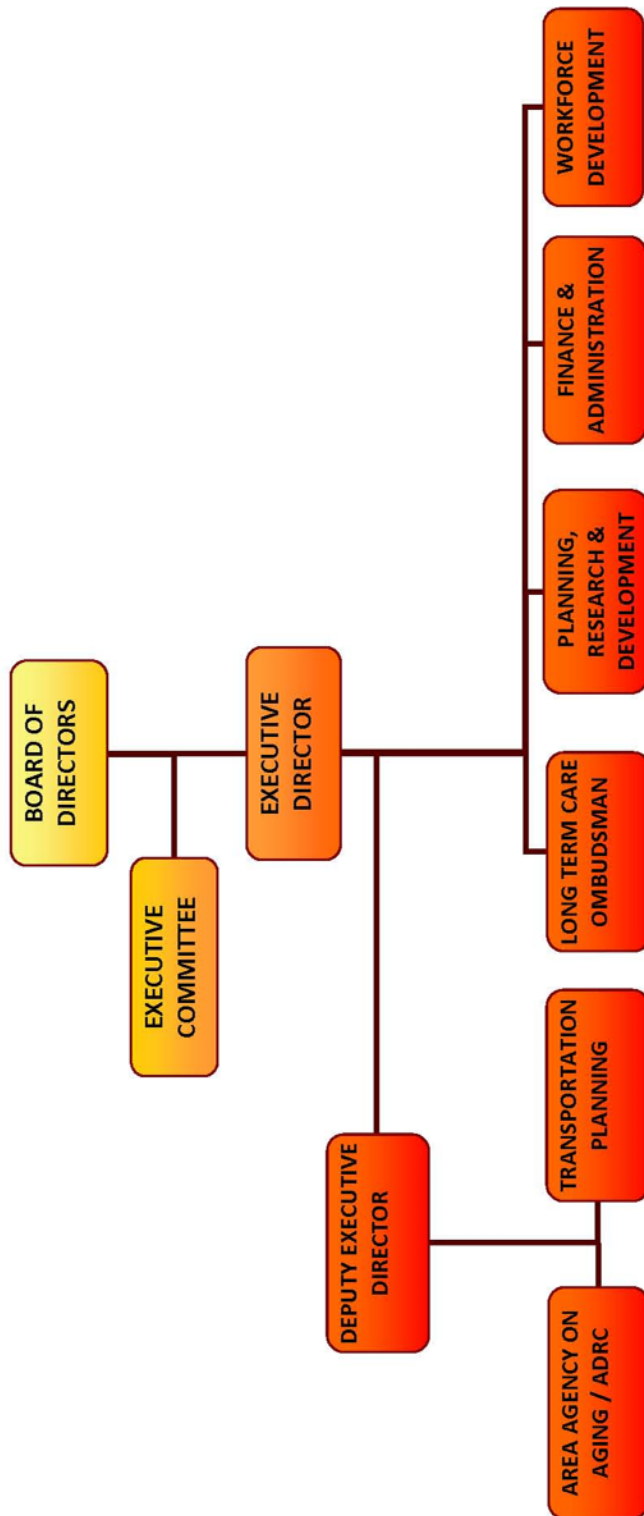 BOARD OF
DIRECTORS
EXECUTIVE
COMMITTEE
EXECUTIVE
DIRECTOR
DEPUTY EXECUTIVE
DIRECTOR
AREA AGENCY ON
AGING / ADRC
TRANSPORTATION
PLANNING
LONG TERM CARE
OMBUDSMAN
PLANNING,
RESEARCH &
DEVELOPMENT
FINANCE &
ADMINISTRATION
WORKFORCE
DEVELOPMENT